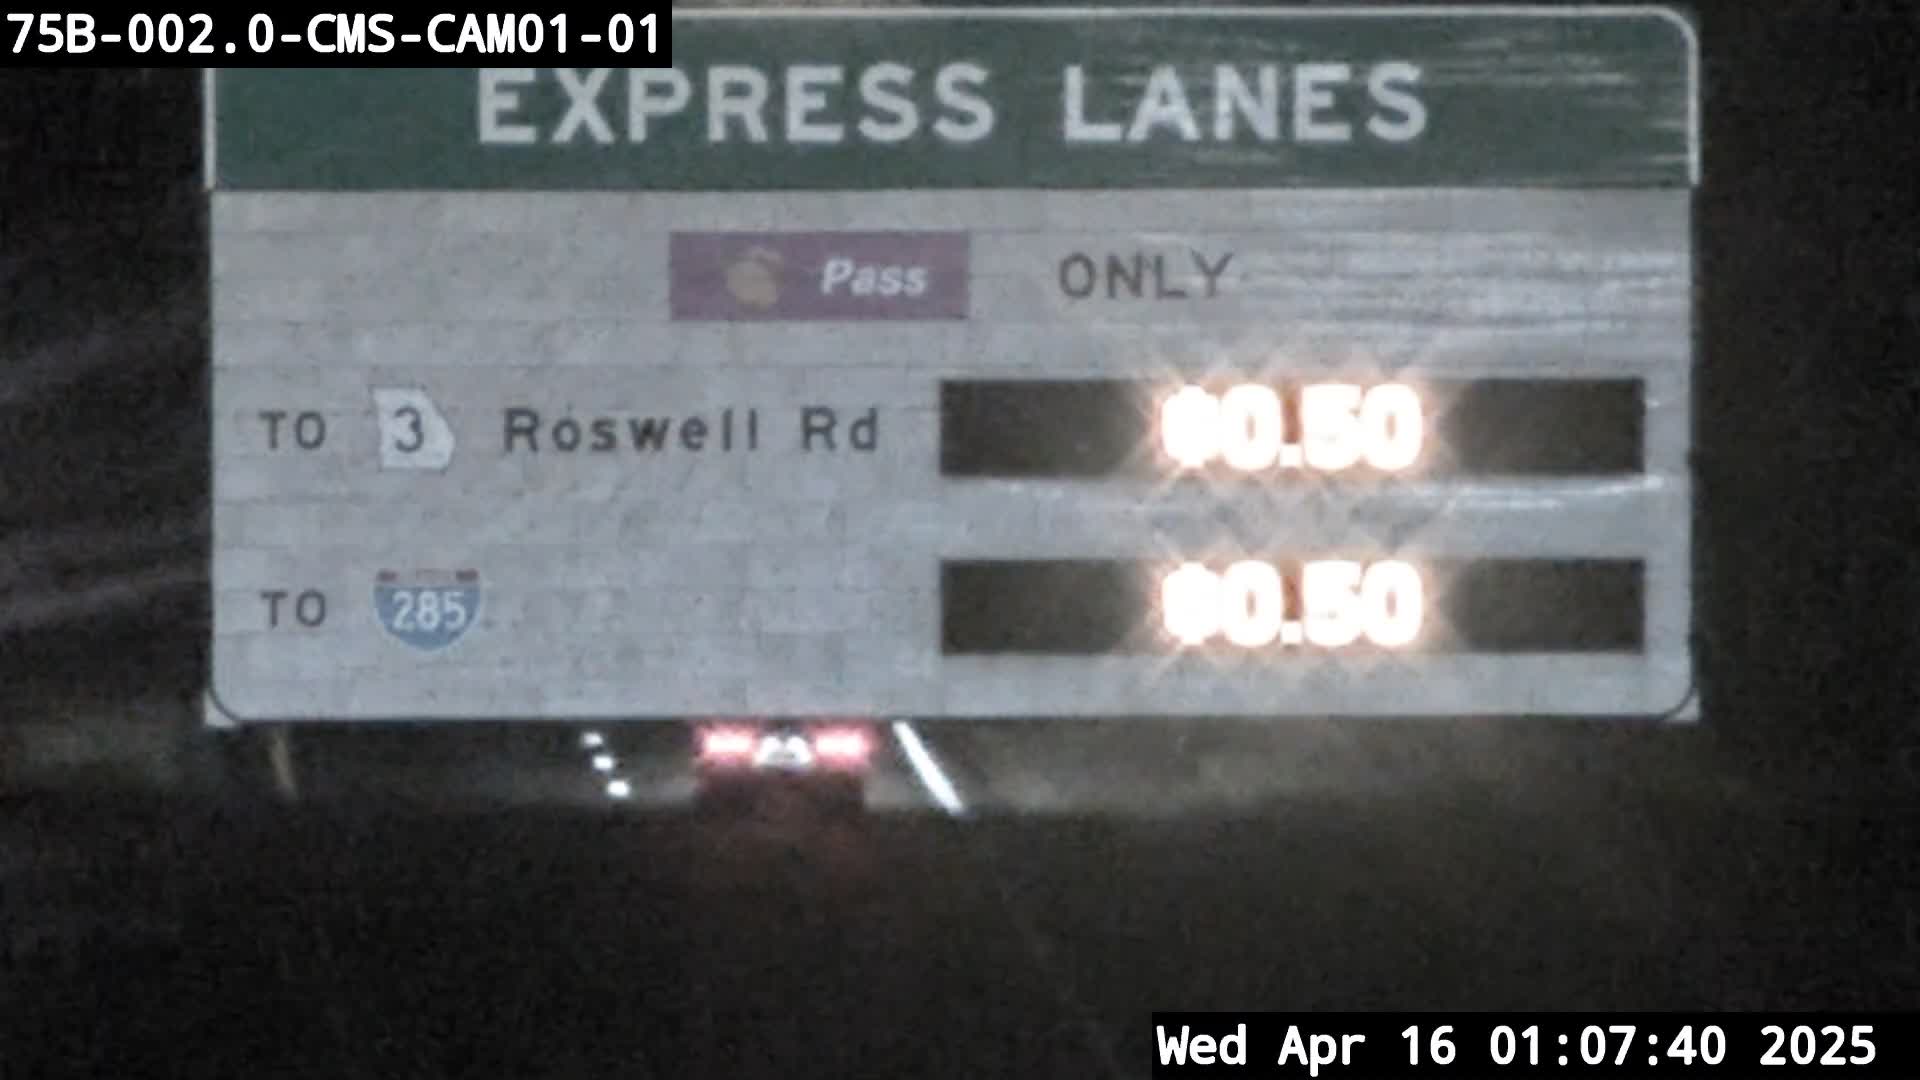 75B-002.0-CMS-CAM01-01
EXPRESS LANES
Pass ONLY
TO 3 Roswell Rd $0.50
TO 285 $0.50
Wed Apr 16 01:07:40 2025